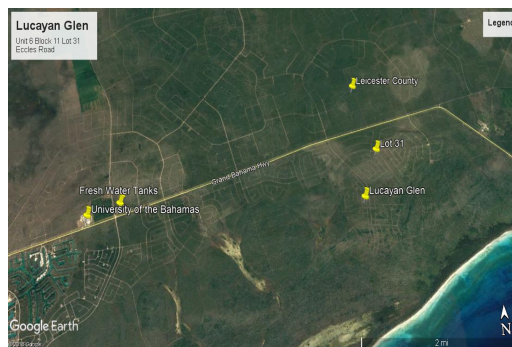 Lucayan Glen
Unit 6 Block 11 Lot 31
Eccles Road
Legend
Leicester County
Lot 31
Grand Bahama Hwy
Lucayan Glen
Fresh Water Tanks
University of the Bahamas
Google Earth
2 mi
N